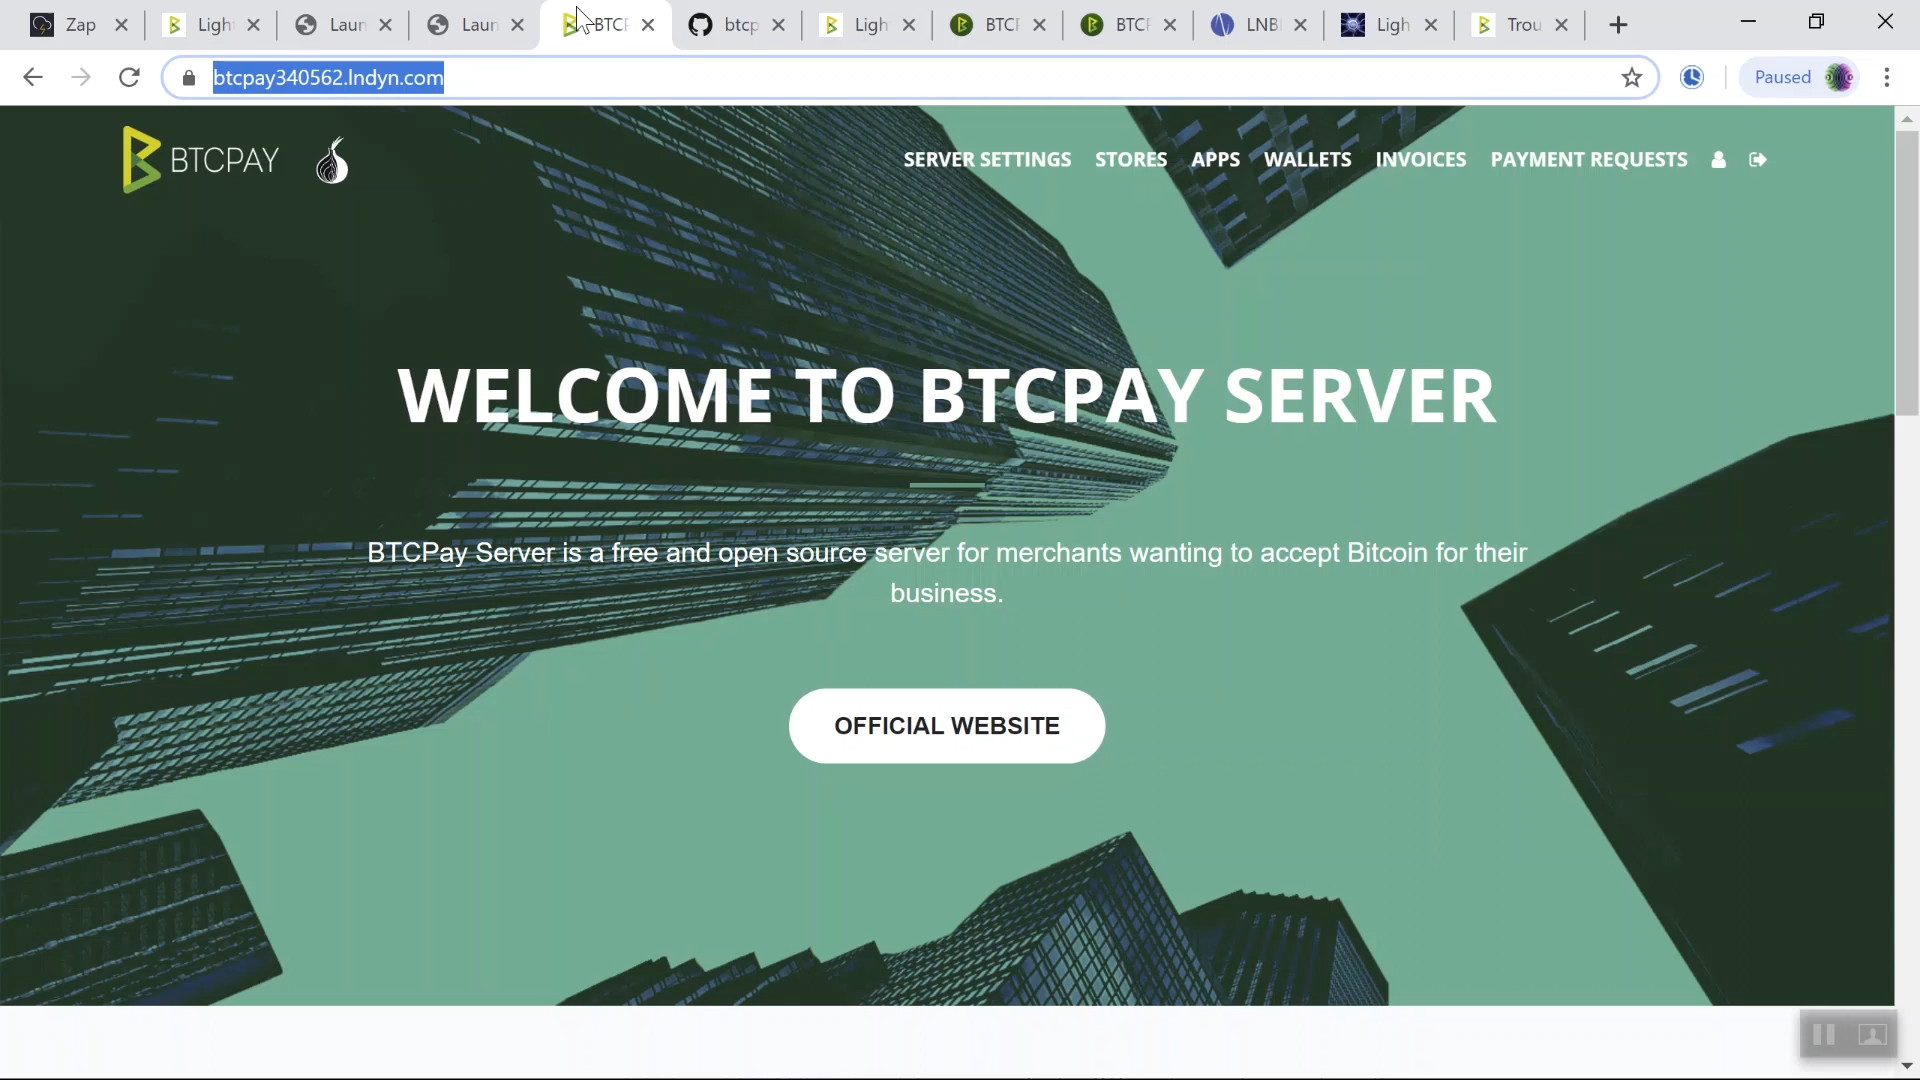 Zap Ligh Laun Laun BTCP btcp Ligh BTCP BTCP LNBI Ligh Trou
btcpay340562.lndyn.com
Paused
BTCPAY
SERVER SETTINGS STORES APPS WALLETS INVOICES PAYMENT REQUESTS
WELCOME TO BTCPAY SERVER
BTCPay Server is a free and open source server for merchants wanting to accept Bitcoin for their
business.
OFFICIAL WEBSITE